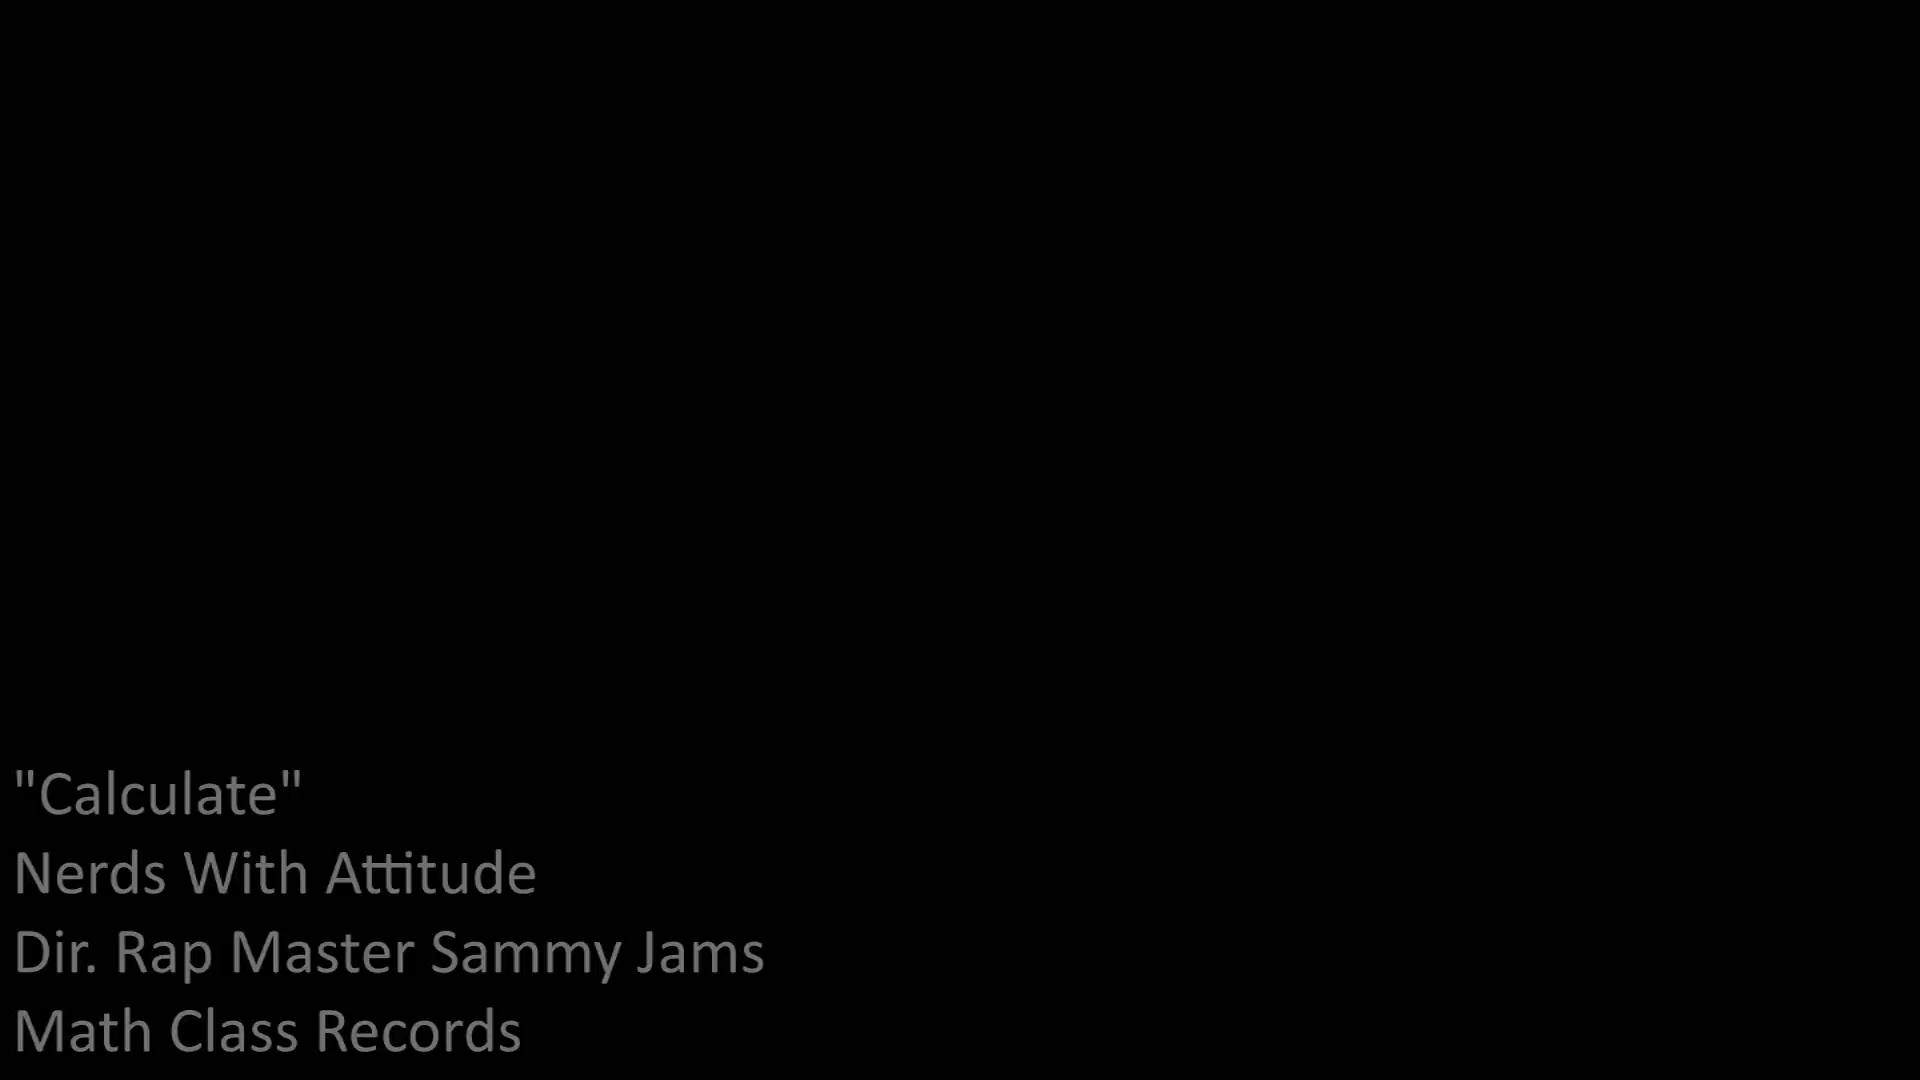 "Calculate"
Nerds With Attitude
Dir. Rap Master Sammy Jams
Math Class Records